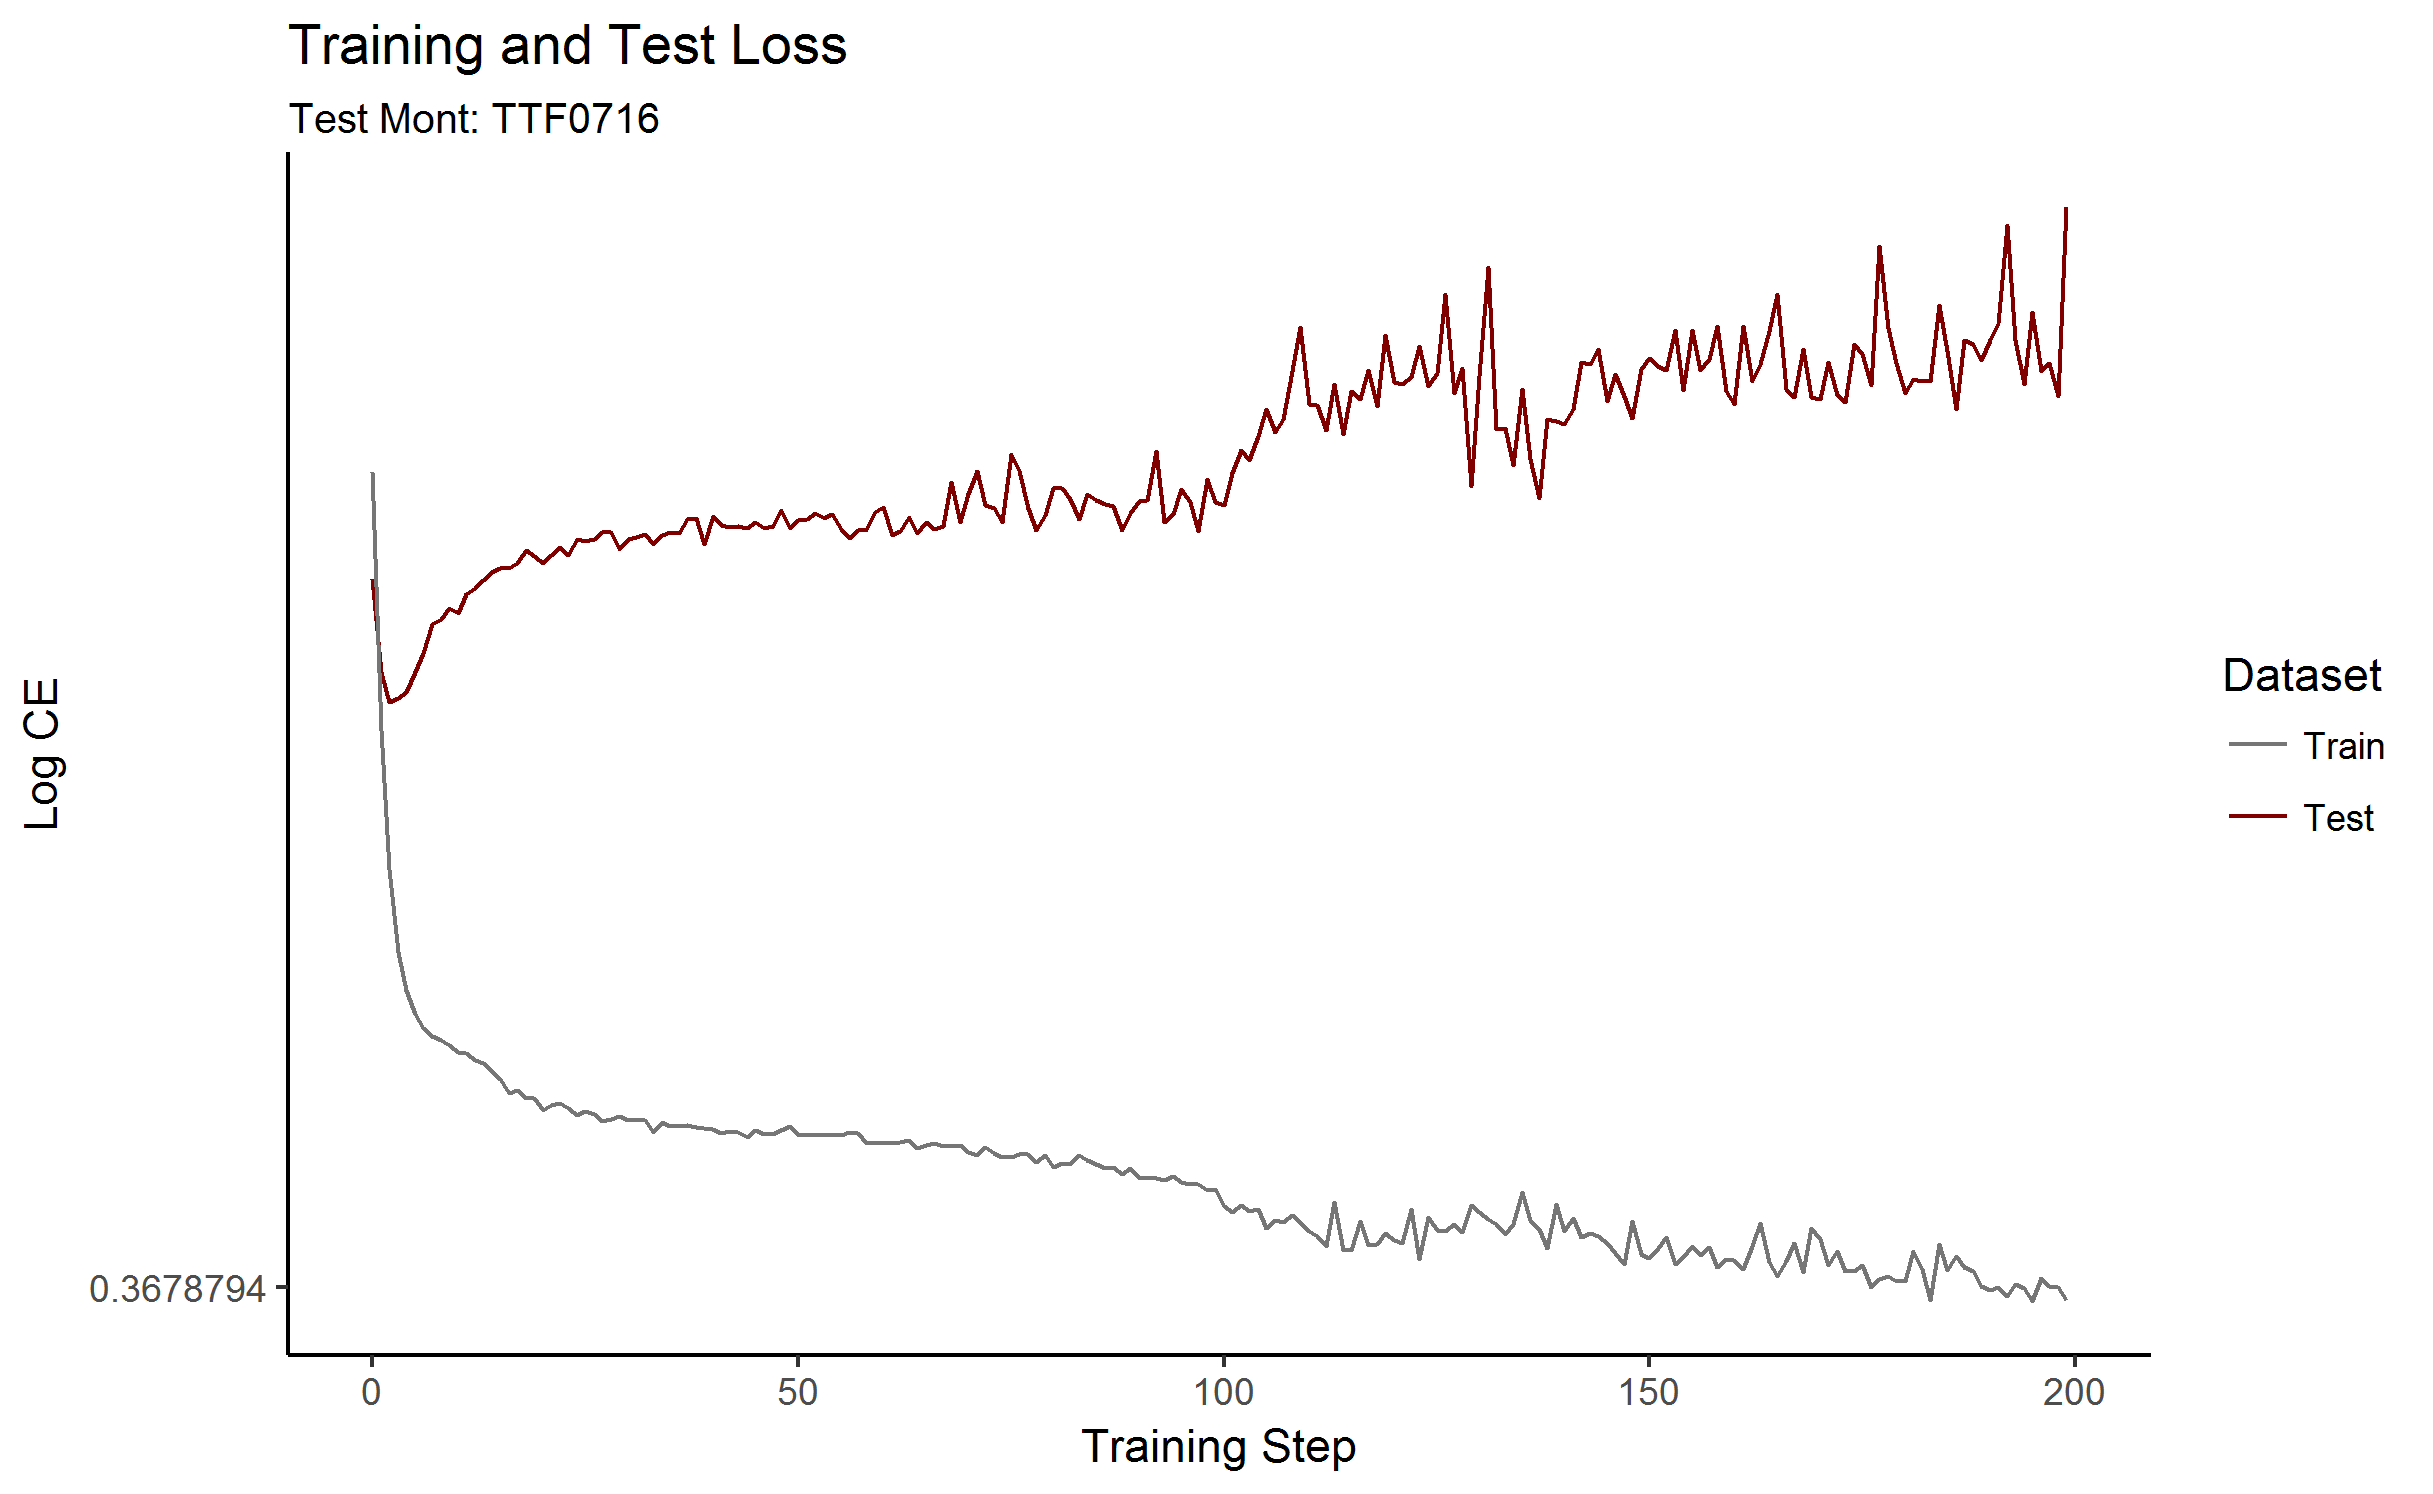 Training and Test Loss
Test Mont: TTF0716
Log CE
0.3678794
0 50 100 150 200
Training Step
Dataset
Train
Test